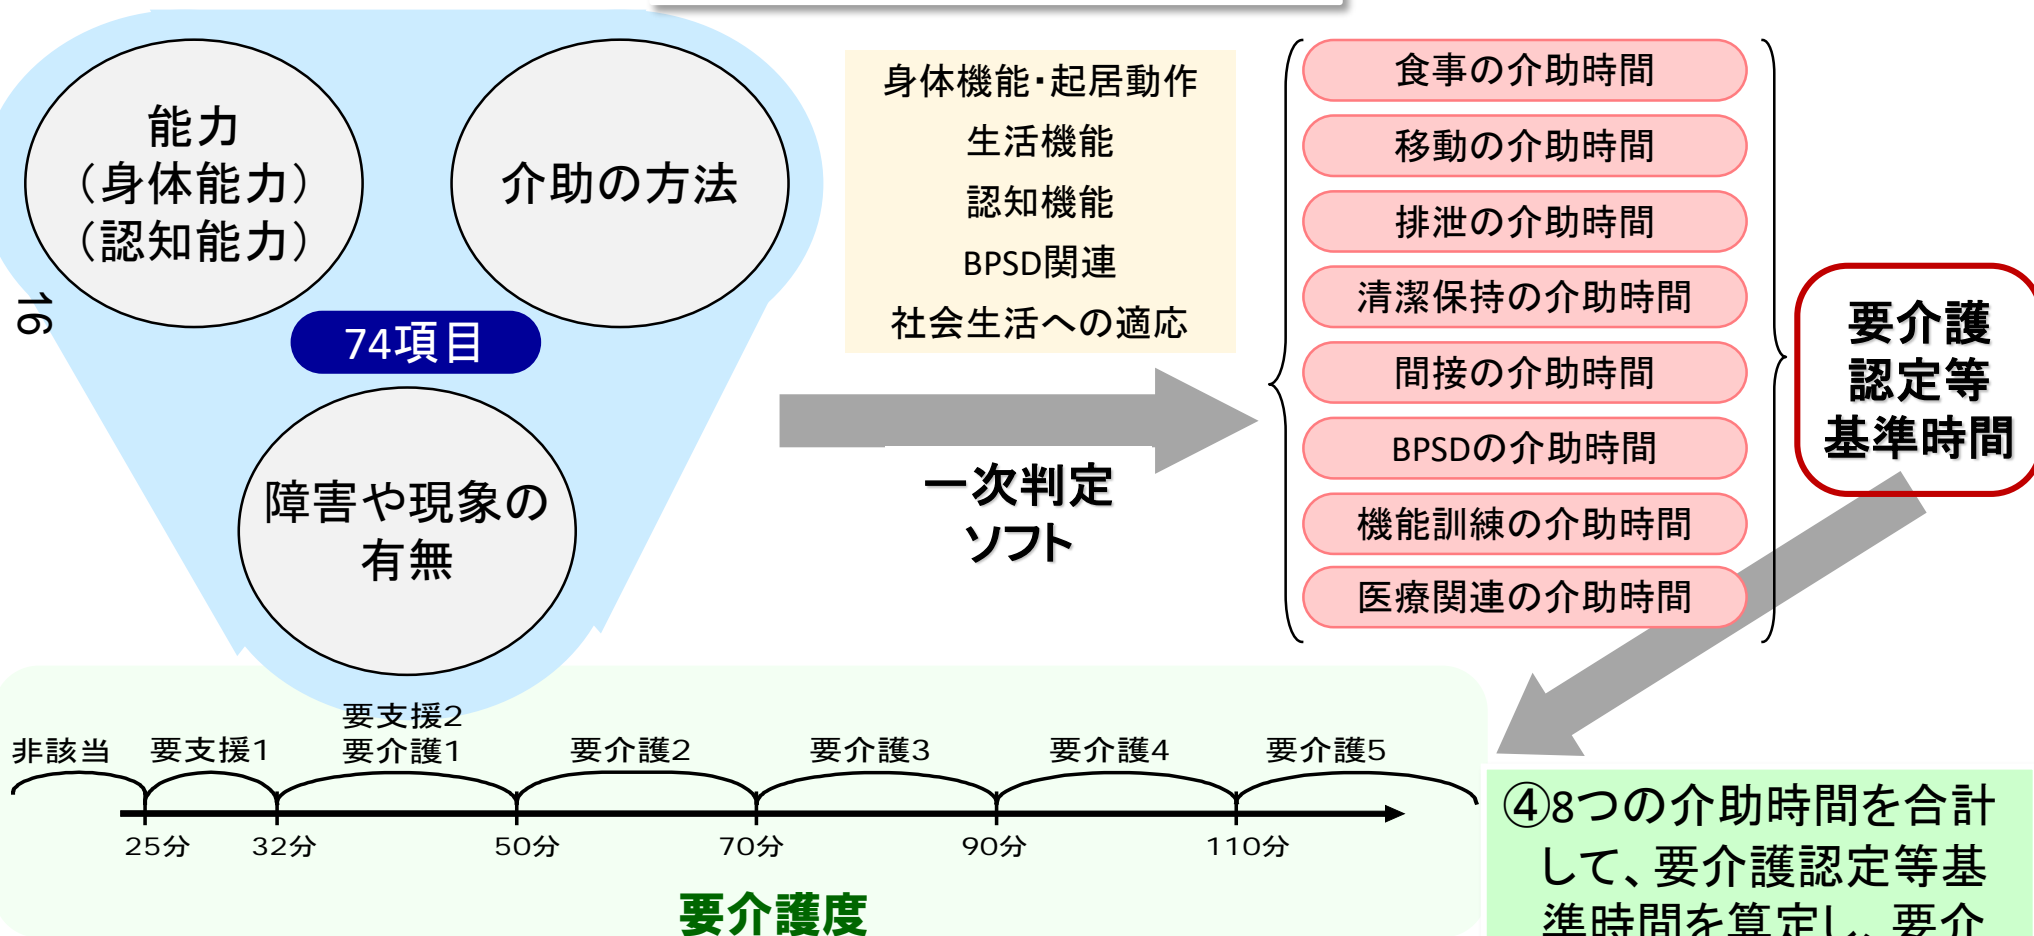 能力
（身体能力）
（認知能力）
介助の方法
74項目
障害や現象の
有無
16
身体機能・起居動作
生活機能
認知機能
BPSD関連
社会生活への適応
一次判定
ソフト
食事の介助時間
移動の介助時間
排泄の介助時間
清潔保持の介助時間
間接の介助時間
BPSDの介助時間
機能訓練の介助時間
医療関連の介助時間
要介護
認定等
基準時間
非該当
要支援1
要支援2
要介護1
要介護2
要介護3
要介護4
要介護5
25分
32分
50分
70分
90分
110分
要介護度
④8つの介助時間を合計
して、要介護認定等基
準時間を算定し、要介